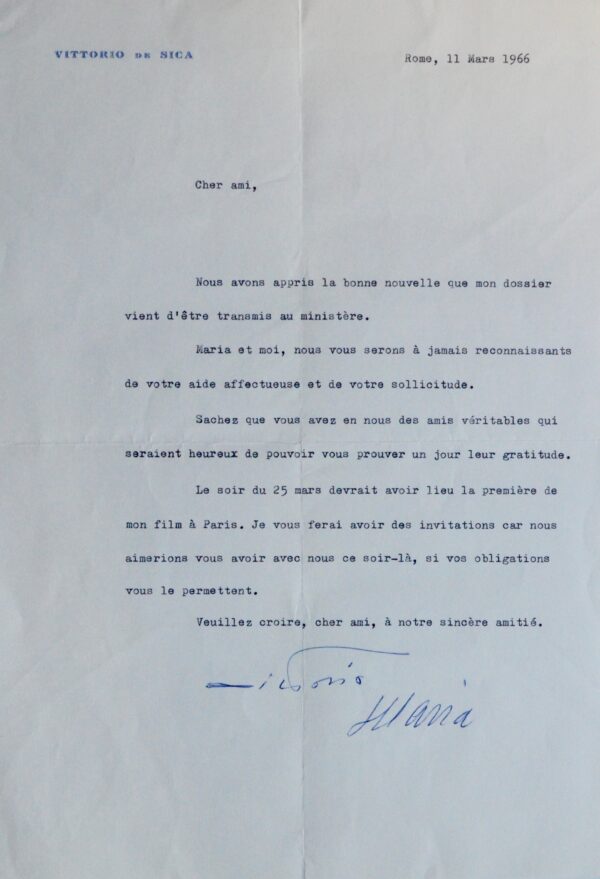 VITTORIO DE SICA
Rome, 11 Mars 1966
Cher ami,
Nous avons appris la bonne nouvelle que mon dossier
vient d'être transmis au ministère.
Maria et moi, nous vous serons à jamais reconnaissants
de votre aide affectueuse et de votre sollicitude.
Sachez que vous avez en nous des amis véritables qui
seraient heureux de pouvoir vous prouver un jour leur gratitude.
Le soir du 25 mars devrait avoir lieu la première de
mon film à Paris. Je vous ferai avoir des invitations car nous
aimerions vous avoir avec nous ce soir-là, si vos obligations
vous le permettent.
Veuillez croire, cher ami, à notre sincère amitié.
Vittorio
Maria